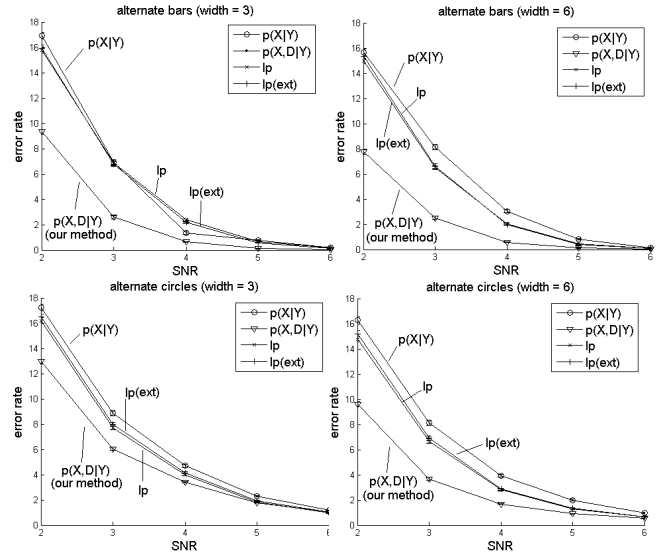 alternate bars (width = 3)
error rate
18
16
14
12
10
8
6
4
2
0
p(X|Y)
lp
lp(ext)
p(X,D|Y)
(our method)
p(X|Y)
p(X,D|Y)
lp
lp(ext)
2 3 4 5 6
SNR
alternate bars (width = 6)
error rate
18
16
14
12
10
8
6
4
2
0
p(X|Y)
lp
lp(ext)
p(X,D|Y)
(our method)
p(X|Y)
p(X,D|Y)
lp
lp(ext)
2 3 4 5 6
SNR
alternate circles (width = 3)
error rate
18
16
14
12
10
8
6
4
2
0
p(X|Y)
lp(ext)
lp
p(X,D|Y)
(our method)
p(X|Y)
p(X,D|Y)
lp
lp(ext)
2 3 4 5 6
SNR
alternate circles (width = 6)
error rate
18
16
14
12
10
8
6
4
2
0
p(X|Y)
lp
lp(ext)
p(X,D|Y)
(our method)
p(X|Y)
p(X,D|Y)
lp
lp(ext)
2 3 4 5 6
SNR